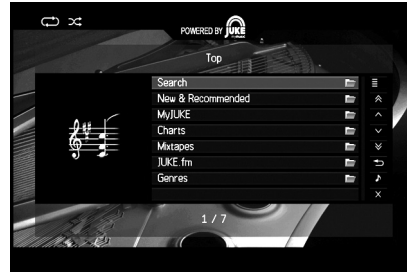 POWERED BY JUKE
Top
Search
New & Recommended
MyJUKE
Charts
Mixtapes
JUKE.fm
Genres
1 / 7